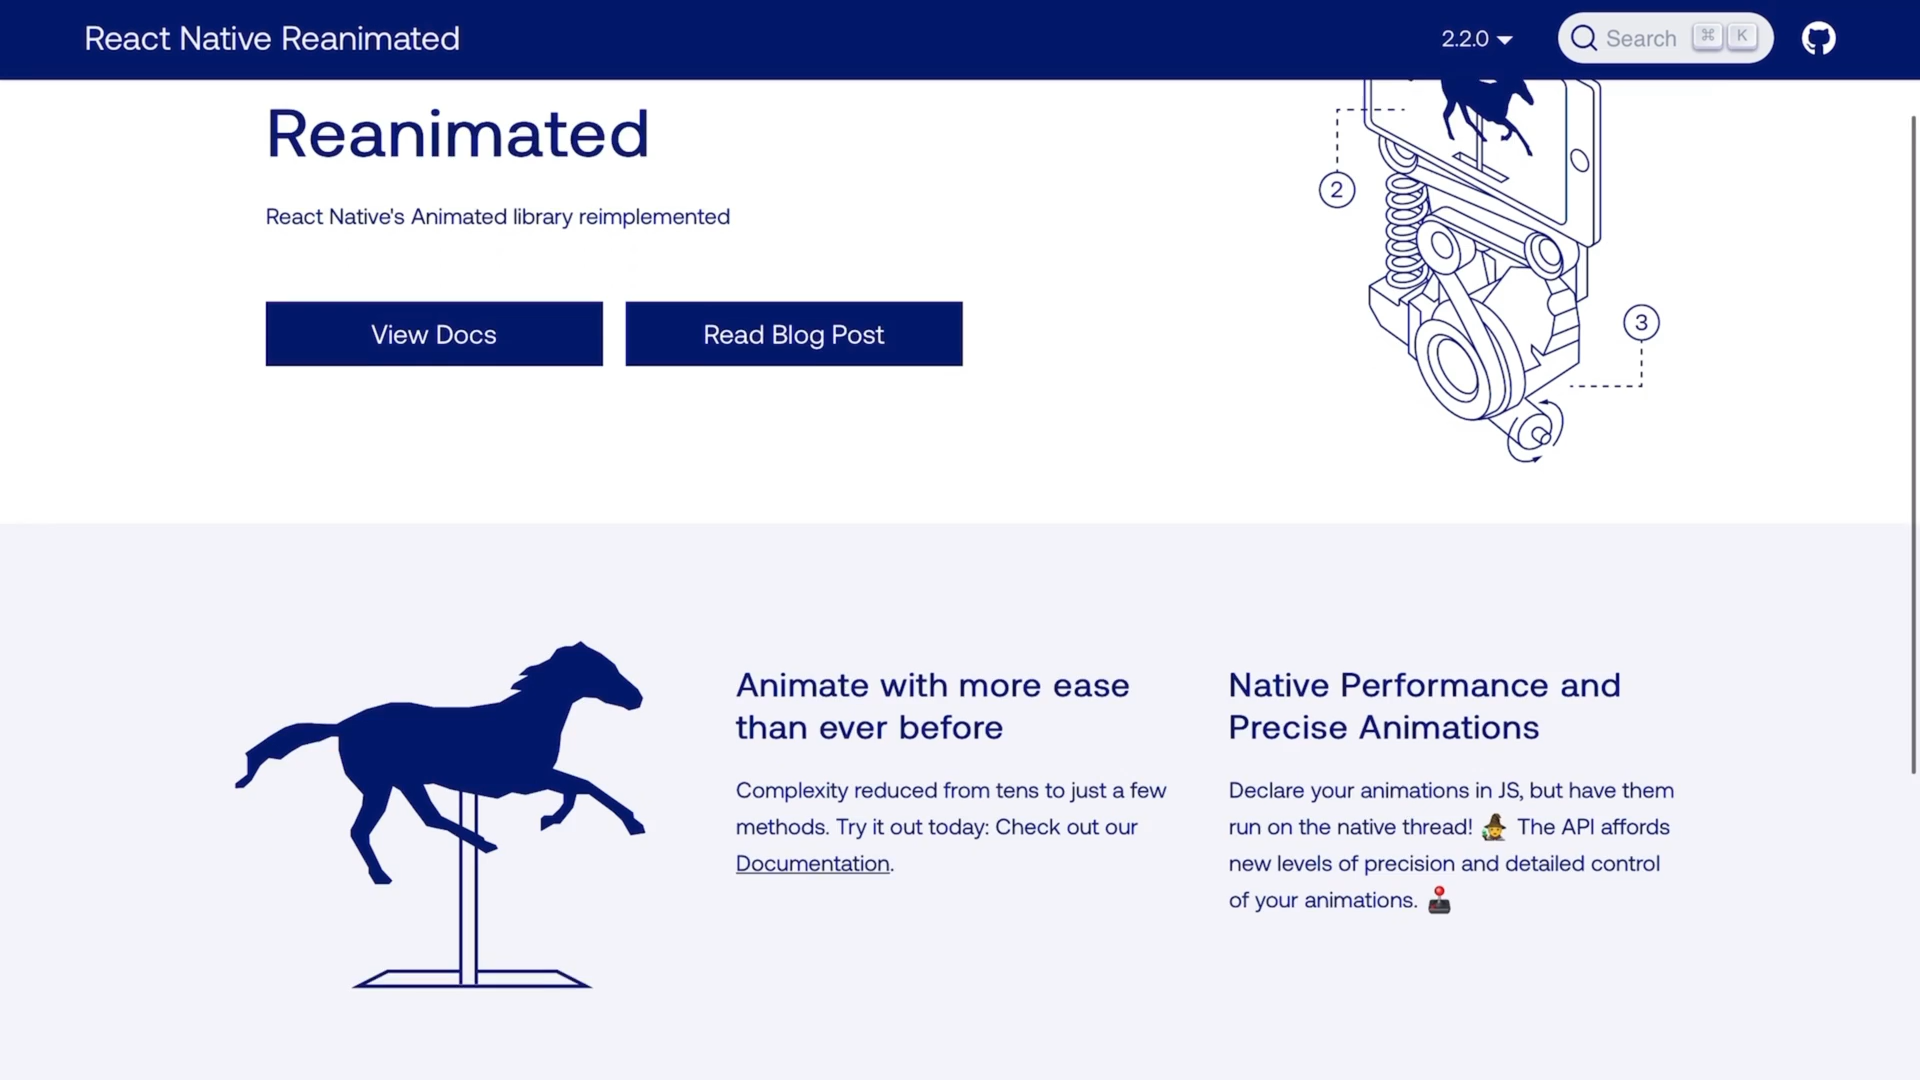 React Native Reanimated
2.2.0
Search ⌘ K
Reanimated
React Native's Animated library reimplemented
View Docs
Read Blog Post
2
3
Animate with more ease
than ever before
Complexity reduced from tens to just a few
methods. Try it out today: Check out our
Documentation.
Native Performance and
Precise Animations
Declare your animations in JS, but have them
run on the native thread! 🧙 The API affords
new levels of precision and detailed control
of your animations. 🕹️